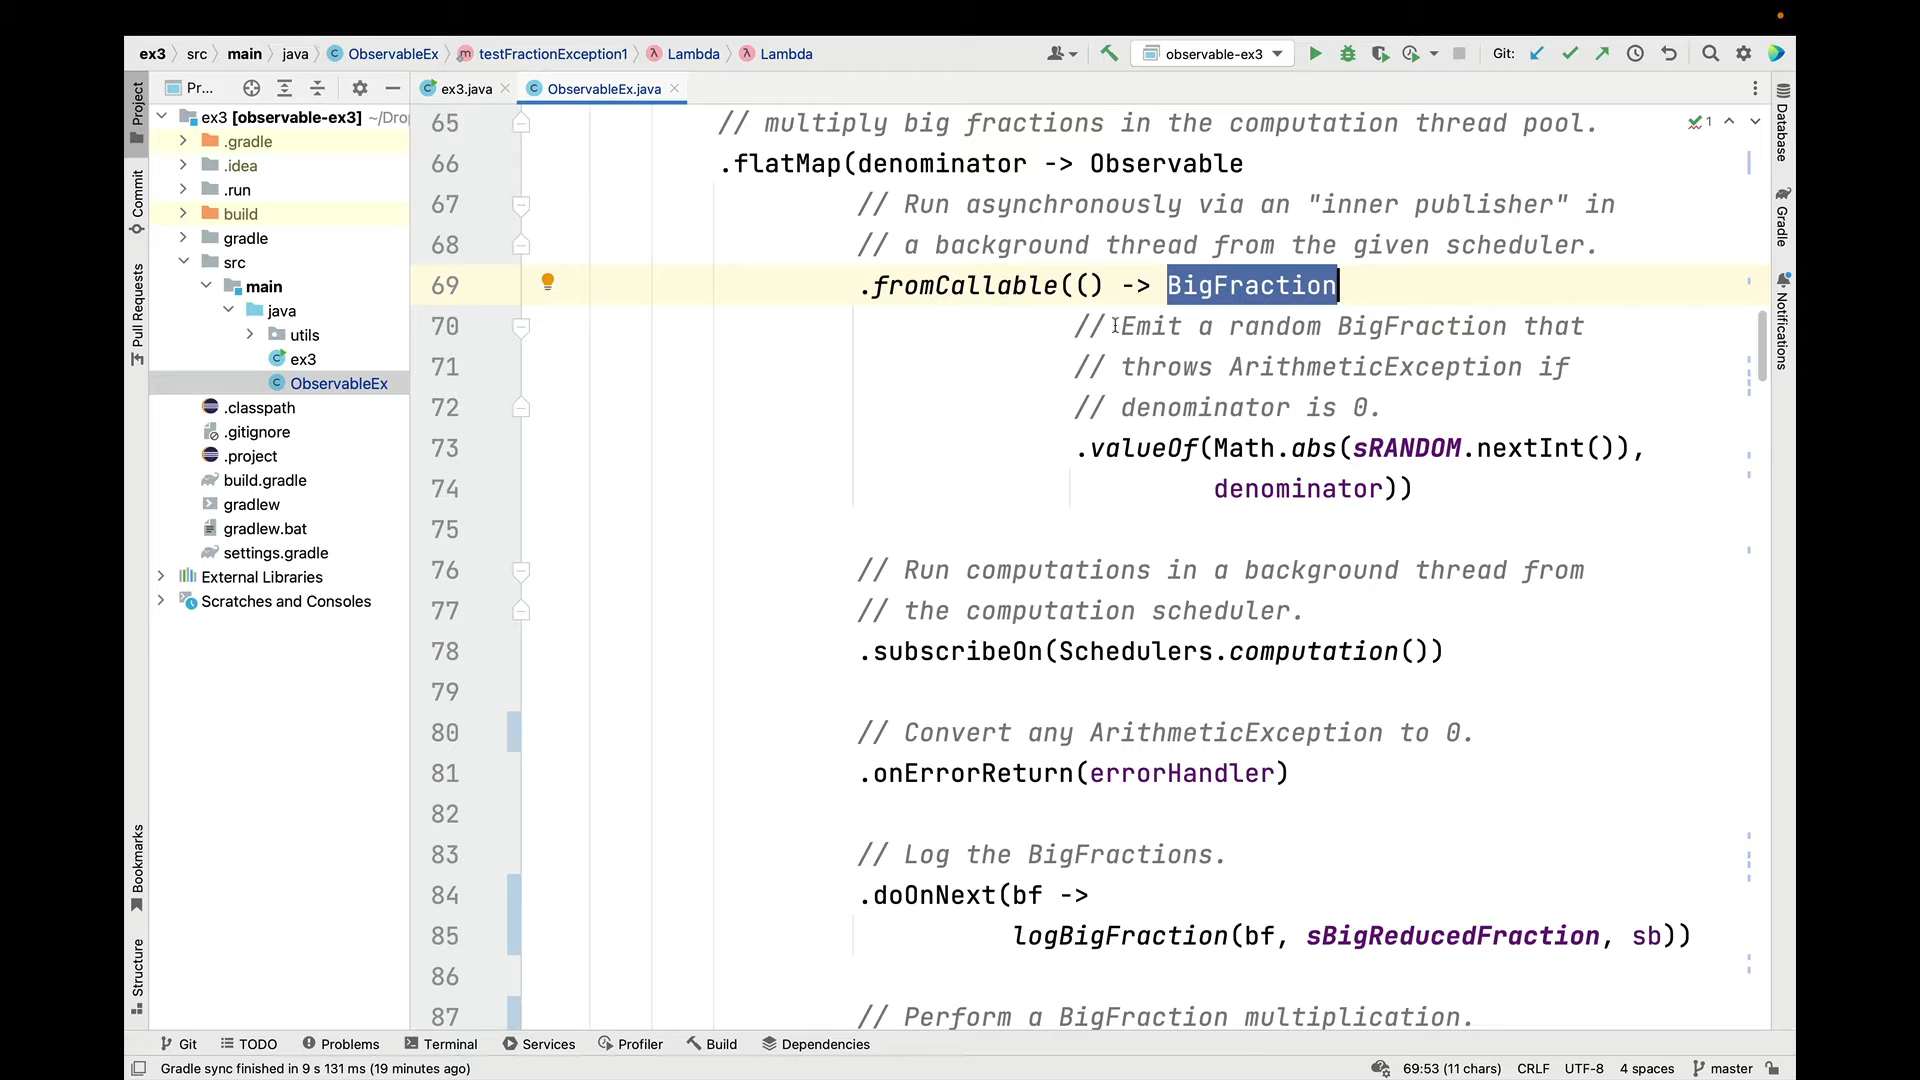 ex3 src main java ObservableEx testFractionException1 Lambda Lambda
observable-ex3
Git:
Pr...
ex3.java
ObservableEx.java
Project
Commit
Pull Requests
Bookmarks
Structure
ex3 [observable-ex3] ~/Dro
.gradle
.idea
.run
build
gradle
src
main
java
utils
ex3
ObservableEx
.classpath
.gitignore
.project
build.gradle
gradlew
gradlew.bat
settings.gradle
External Libraries
Scratches and Consoles
65 // multiply big fractions in the computation thread pool.
66 .flatMap(denominator -> Observable
67 // Run asynchronously via an "inner publisher" in
68 // a background thread from the given scheduler.
69 .fromCallable(() -> BigFraction
70 // Emit a random BigFraction that
71 // throws ArithmeticException if
72 // denominator is 0.
73 .valueOf(Math.abs(sRANDOM.nextInt()),
74 denominator))
75
76 // Run computations in a background thread from
77 // the computation scheduler.
78 .subscribeOn(Schedulers.computation())
79
80 // Convert any ArithmeticException to 0.
81 .onErrorReturn(errorHandler)
82
83 // Log the BigFractions.
84 .doOnNext(bf ->
85 logBigFraction(bf, sBigReducedFraction, sb))
86
87 // Perform a BigFraction multiplication.
1
Database
Gradle
Notifications
Git TODO Problems Terminal Services Profiler Build Dependencies
Gradle sync finished in 9 s 131 ms (19 minutes ago)
69:53 (11 chars) CRLF UTF-8 4 spaces master